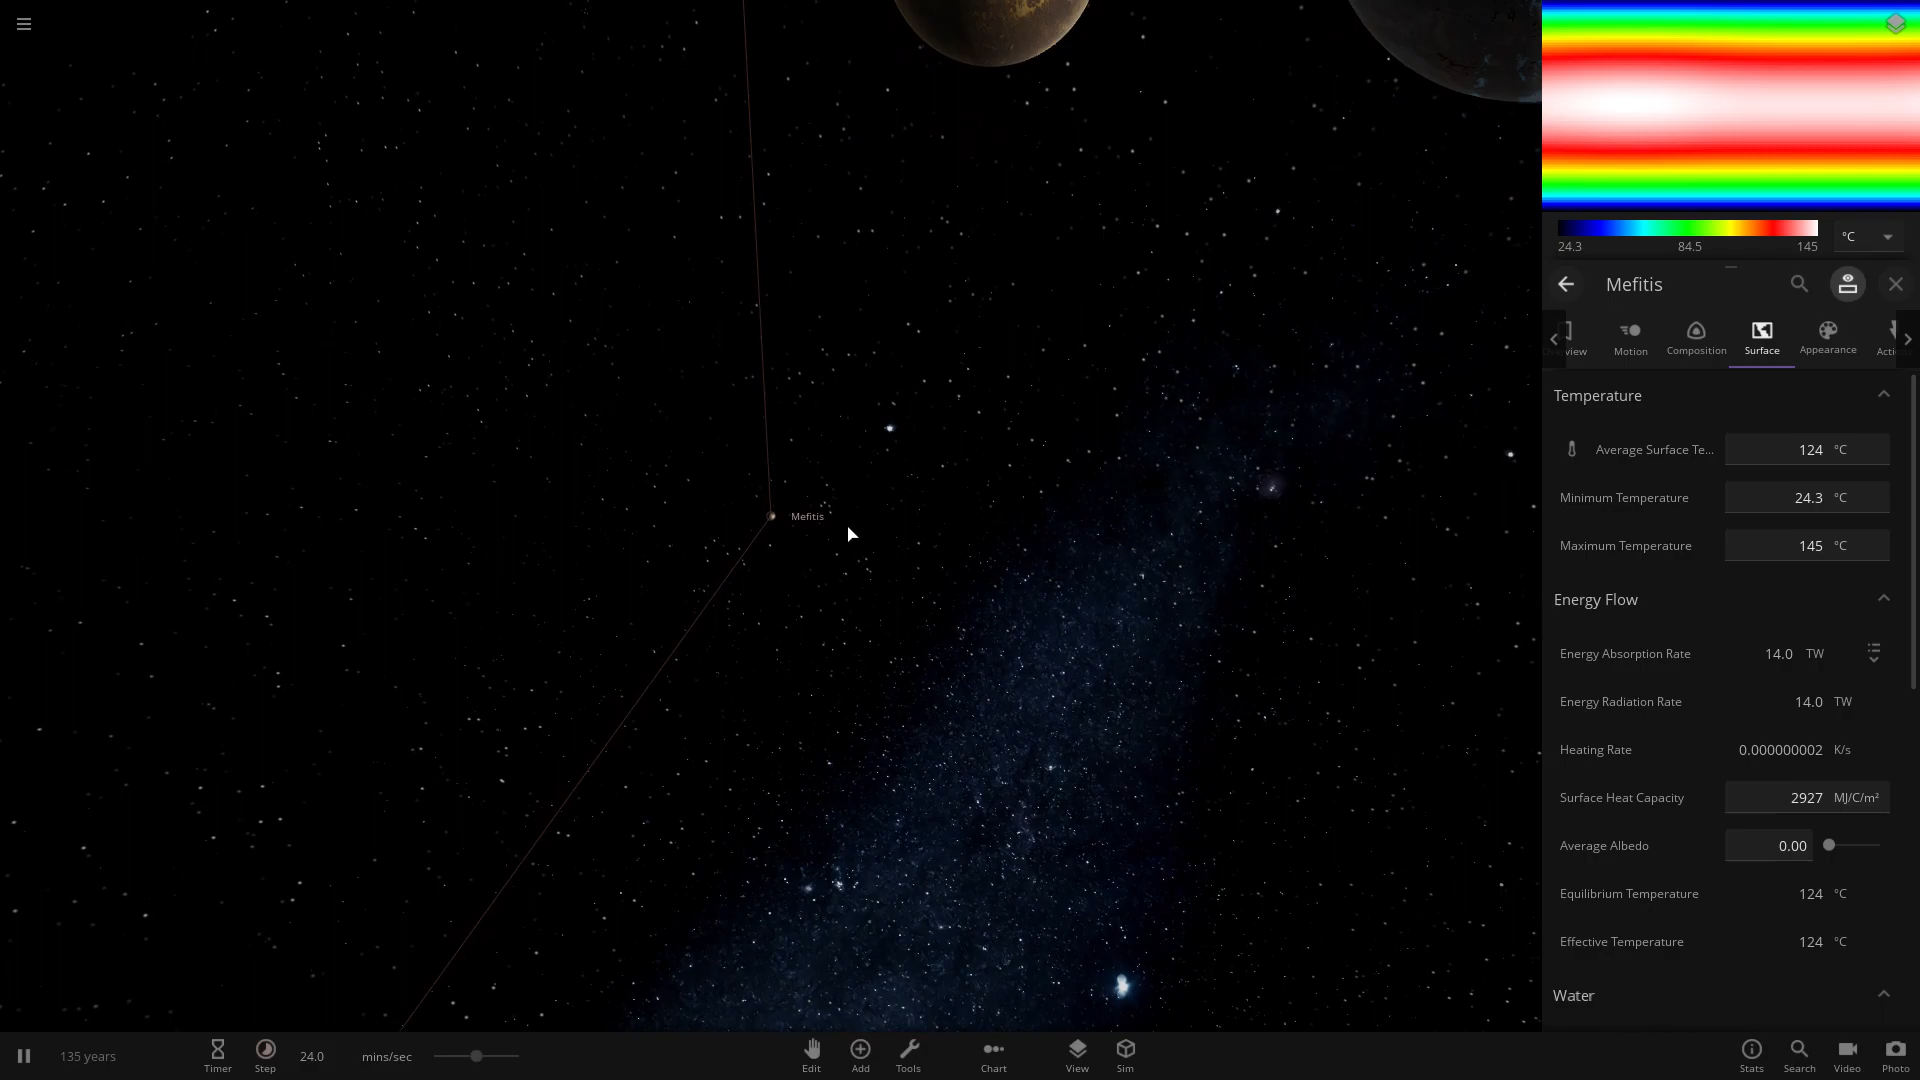 24.3 84.5 145 °C
Mefitis
Motion Composition Surface Appearance
Temperature
Average Surface Te... 124 °C
Minimum Temperature 24.3 °C
Maximum Temperature 145 °C
Energy Flow
Energy Absorption Rate 14.0 TW
Energy Radiation Rate 14.0 TW
Heating Rate 0.000000002 K/s
Surface Heat Capacity 2927 MJ/C/m²
Average Albedo 0.00
Equilibrium Temperature 124 °C
Effective Temperature 124 °C
Water
Mefitis
135 years Timer Step 24.0 mins/sec Edit Add Tools Chart View Sim Stats Search Video Photo